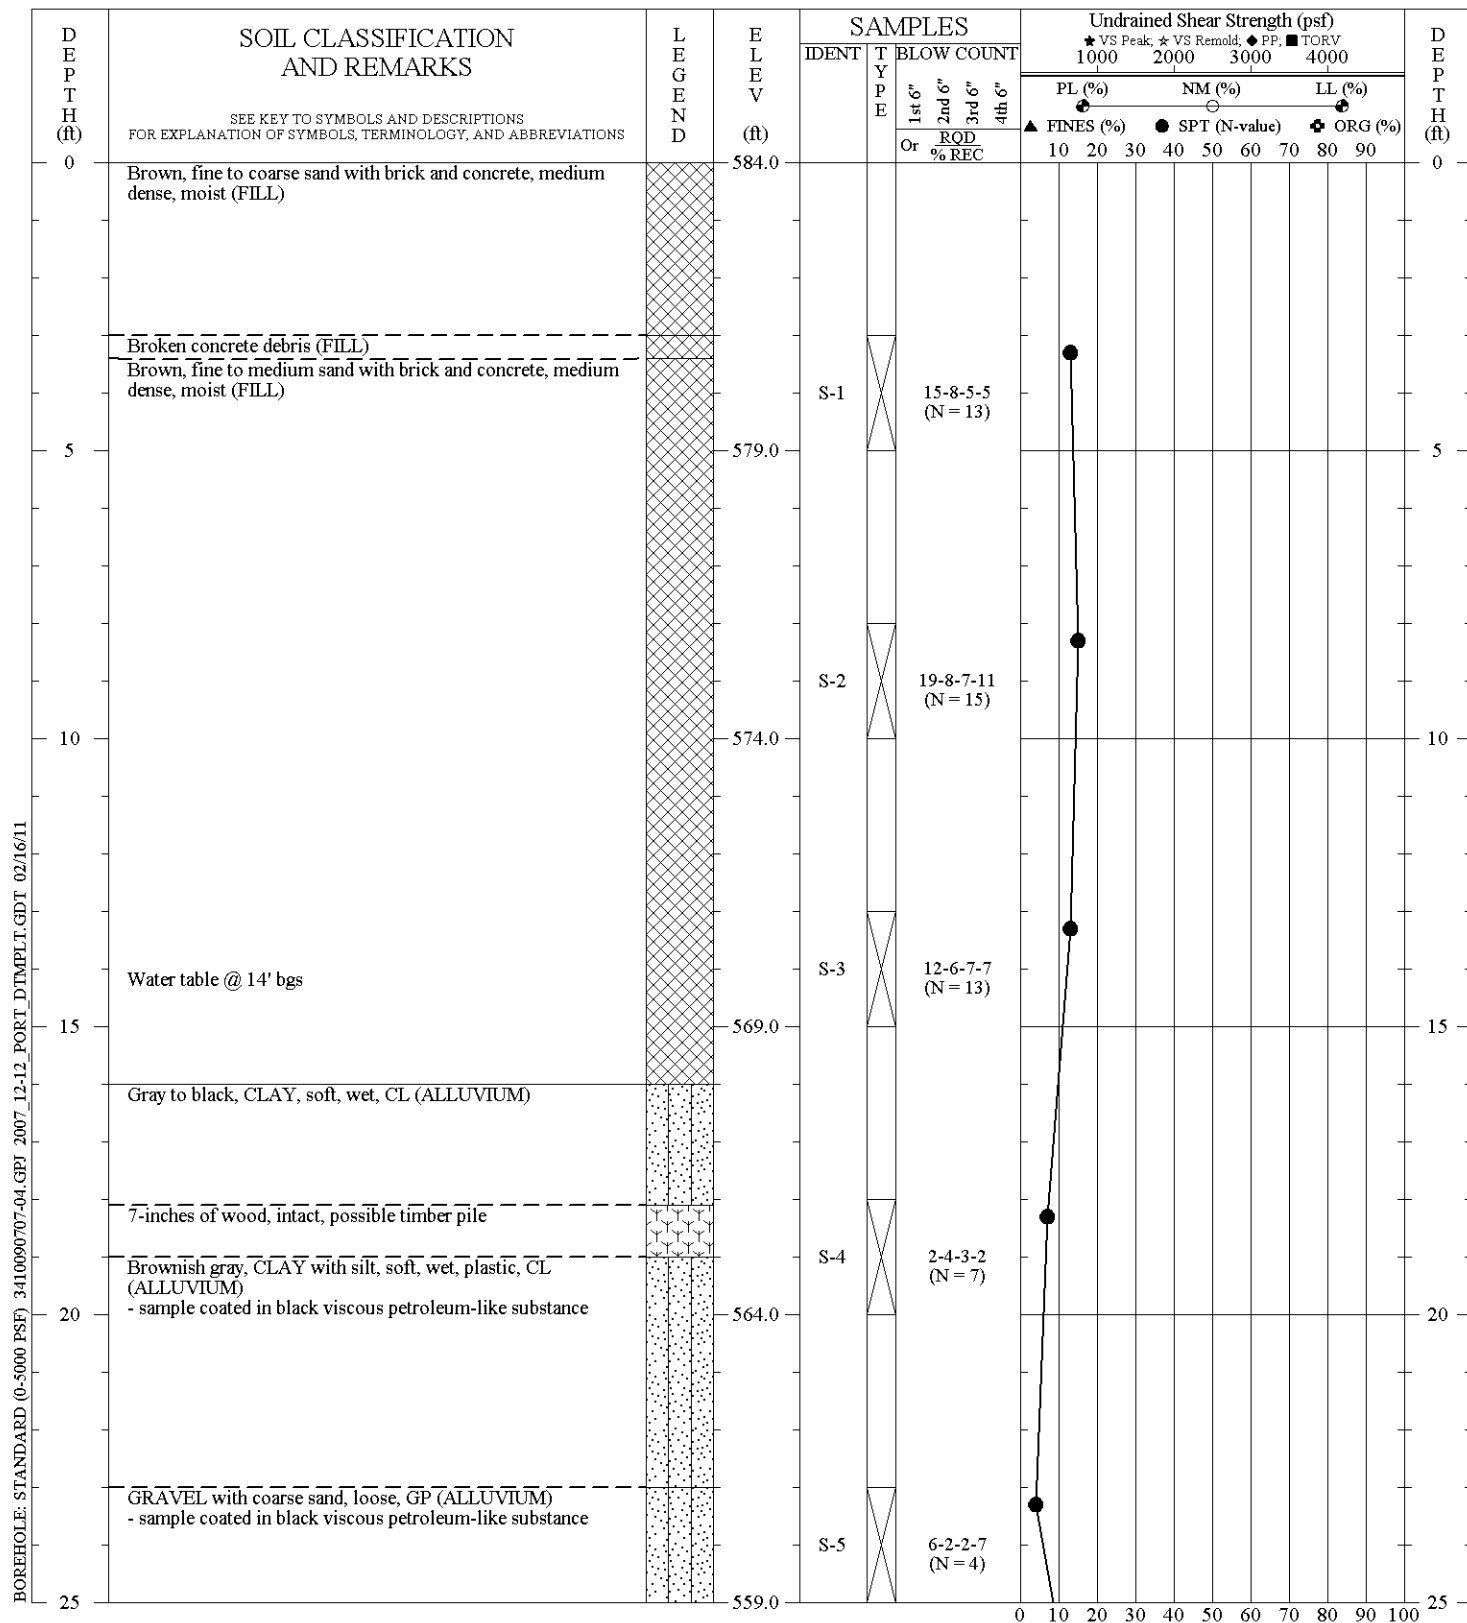 DEPTH
(ft)
SOIL CLASSIFICATION
AND REMARKS
SEE KEY TO SYMBOLS AND DESCRIPTIONS
FOR EXPLANATION OF SYMBOLS, TERMINOLOGY, AND ABBREVIATIONS
LEGEND
ELEV
(ft)
SAMPLES
IDENT
TYPE
BLOW COUNT
1st 6"
2nd 6"
3rd 6"
4th 6"
Or RQD
% REC
Undrained Shear Strength (psf)
★ VS Peak; ☆ VS Remold; ◆ PP; ■ TORV
1000 2000 3000 4000
PL (%) NM (%) LL (%)
▲ FINES (%) ● SPT (N-value) ✚ ORG (%)
10 20 30 40 50 60 70 80 90
DEPTH
(ft)
0 584.0 0
Brown, fine to coarse sand with brick and concrete, medium
dense, moist (FILL)
Broken concrete debris (FILL)
Brown, fine to medium sand with brick and concrete, medium
dense, moist (FILL)
S-1 15-8-5-5
(N = 13)
5 579.0 5
S-2 19-8-7-11
(N = 15)
10 574.0 10
Water table @ 14' bgs
S-3 12-6-7-7
(N = 13)
15 569.0 15
Gray to black, CLAY, soft, wet, CL (ALLUVIUM)
7-inches of wood, intact, possible timber pile
Brownish gray, CLAY with silt, soft, wet, plastic, CL
(ALLUVIUM)
- sample coated in black viscous petroleum-like substance
S-4 2-4-3-2
(N = 7)
20 564.0 20
GRAVEL with coarse sand, loose, GP (ALLUVIUM)
- sample coated in black viscous petroleum-like substance
S-5 6-2-2-7
(N = 4)
25 559.0 25
0 10 20 30 40 50 60 70 80 90 100
BOREHOLE: STANDARD (0-5000 PSF) 3410090707-04.GPJ 2007_12-12_PORT_DTMPLT.GDT 02/16/11